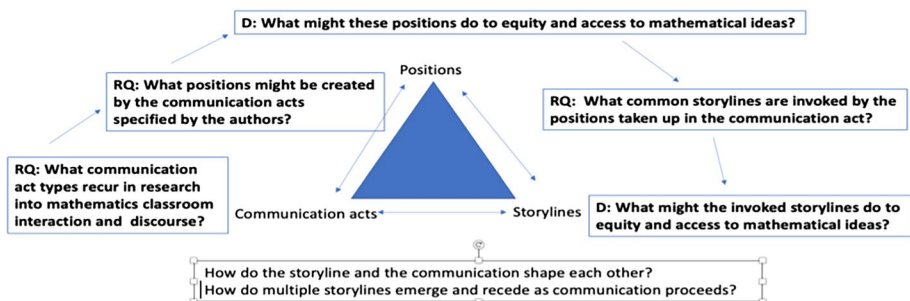 D: What might these positions do to equity and access to mathematical ideas?
Positions
RQ: What positions might be created
by the communication acts
specified by the authors?
RQ: What common storylines are invoked by the
positions taken up in the communication act?
RQ: What communication
act types recur in research
into mathematics classroom
interaction and discourse?
Communication acts
Storylines
D: What might the invoked storylines do to
equity and access to mathematical ideas?
How do the storyline and the communication shape each other?
How do multiple storylines emerge and recede as communication proceeds?